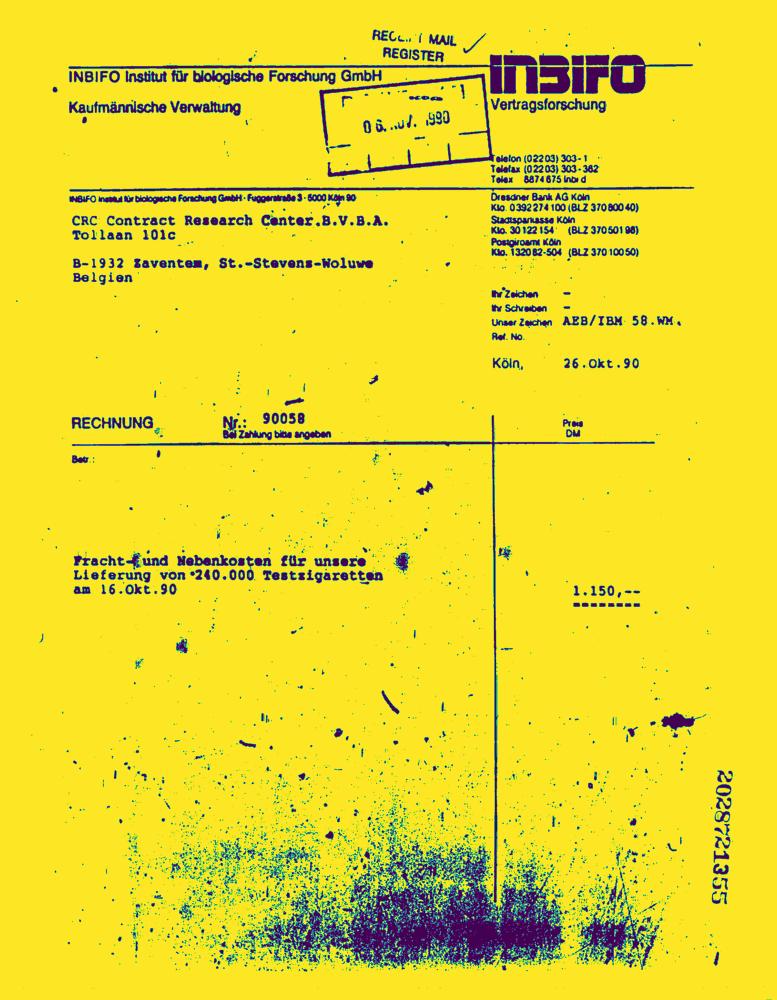 MAIL
REGISTER
INBIFO Institut für biologische Forschung GmbH
INBIFO
Kaufmännische Verwaltung
Vertragsforschung
06. 1990
Telefon (02203) 303-1
Telefax (02203) 303-362
Telex 8874675 inbi d
INBIFO Institut für biologische Forschung GmbH · Fuggerstraße 3 · 5000 Köln 90
Dresdner Bank AG Köln
Kto. 0392274100 (BLZ 37080040)
Stadtsparkasse Köln
Kto. 30122154 (BLZ 37050198)
Postgiroamt Köln
Kto. 132082-504 (BLZ 37010050)
CRC Contract Research Center.B.V.B.A.
Tollaan 101c
B-1932 Zaventem, St.-Stevens-Woluwe
Belgien
Ihr Zeichen –
Ihr Schreiben –
Unser Zeichen AEB/IBM 58.WM.
Ref. No.
Köln, 26.Okt.90
RECHNUNG Nr.: 90058
Bei Zahlung bitte angeben
Preis
DM
Betr.:
Fracht- und Nebenkosten für unsere
Lieferung von 240.000 Testzigaretten
am 16.Okt.90
1.150,--
2028721355